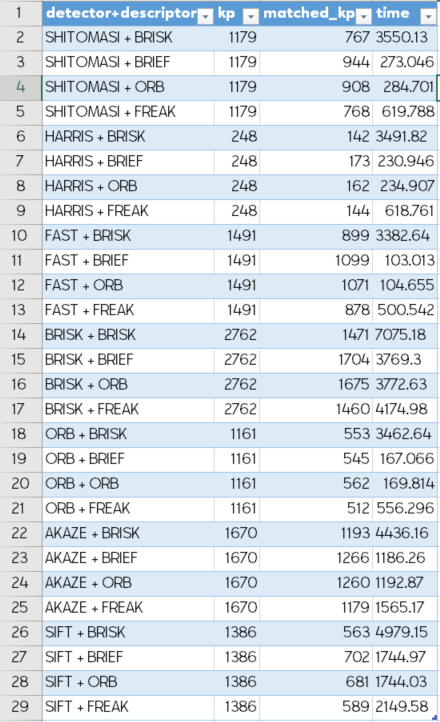 1 detector+descriptor kp matched_kp time
2 SHITOMASI + BRISK 1179 767 3550.13
3 SHITOMASI + BRIEF 1179 944 273.046
4 SHITOMASI + ORB 1179 908 284.701
5 SHITOMASI + FREAK 1179 768 619.788
6 HARRIS + BRISK 248 142 3491.82
7 HARRIS + BRIEF 248 173 230.946
8 HARRIS + ORB 248 162 234.907
9 HARRIS + FREAK 248 144 618.761
10 FAST + BRISK 1491 899 3382.64
11 FAST + BRIEF 1491 1099 103.013
12 FAST + ORB 1491 1071 104.655
13 FAST + FREAK 1491 878 500.542
14 BRISK + BRISK 2762 1471 7075.18
15 BRISK + BRIEF 2762 1704 3769.3
16 BRISK + ORB 2762 1675 3772.63
17 BRISK + FREAK 2762 1460 4174.98
18 ORB + BRISK 1161 553 3462.64
19 ORB + BRIEF 1161 545 167.066
20 ORB + ORB 1161 562 169.814
21 ORB + FREAK 1161 512 556.296
22 AKAZE + BRISK 1670 1193 4436.16
23 AKAZE + BRIEF 1670 1266 1186.26
24 AKAZE + ORB 1670 1260 1192.87
25 AKAZE + FREAK 1670 1179 1565.17
26 SIFT + BRISK 1386 563 4979.15
27 SIFT + BRIEF 1386 702 1744.97
28 SIFT + ORB 1386 681 1744.03
29 SIFT + FREAK 1386 589 2149.58